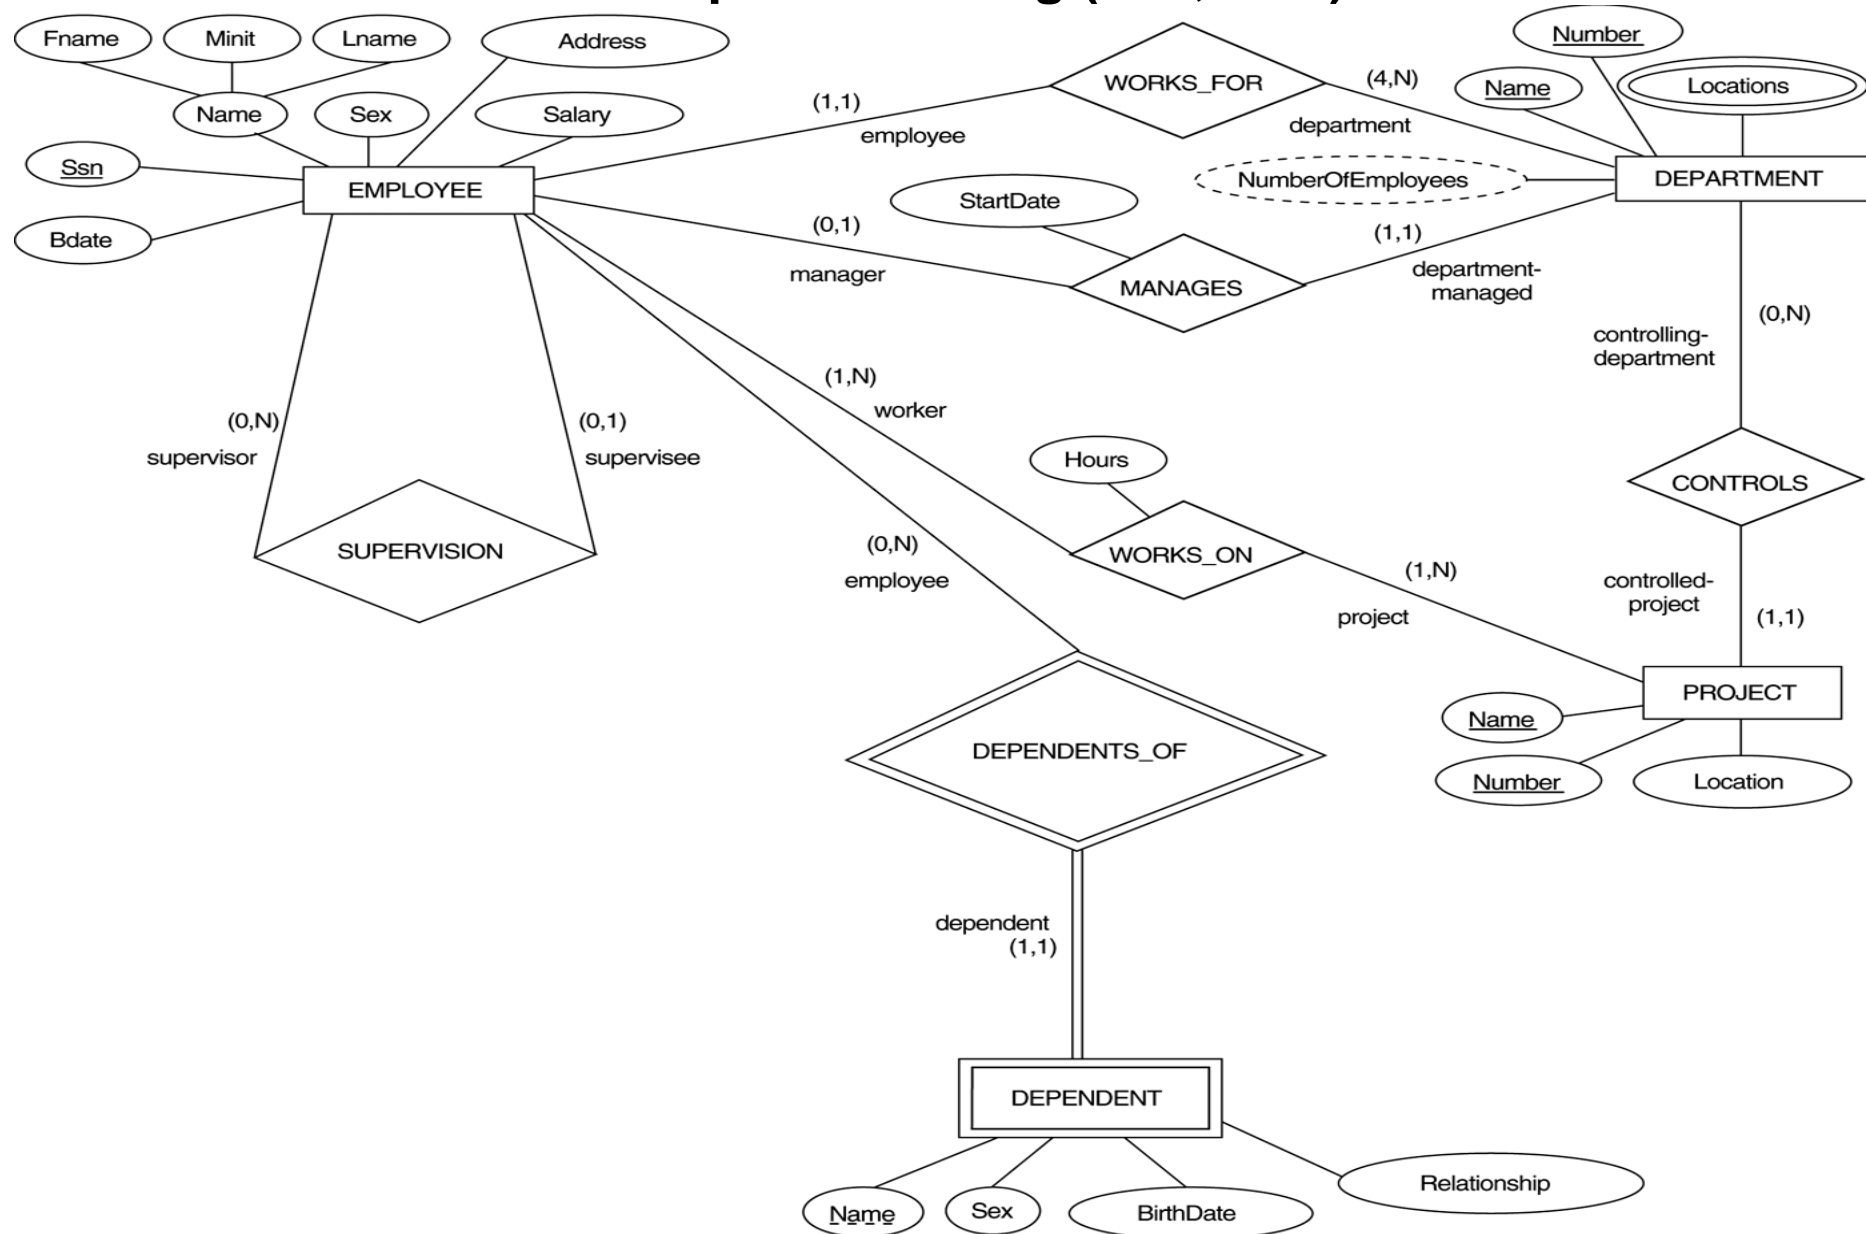 Fname
Minit
Lname
Address
Number
Name
Sex
Salary
WORKS_FOR
(1,1)
employee
(4,N)
department
Name
Locations
Ssn
EMPLOYEE
Bdate
NumberOfEmployees
DEPARTMENT
StartDate
(0,1)
manager
MANAGES
(1,1)
department-
managed
(0,N)
controlling-
department
(0,N)
supervisor
(0,1)
supervisee
SUPERVISION
(1,N)
worker
Hours
WORKS_ON
CONTROLS
(0,N)
employee
(1,N)
project
controlled-
project
(1,1)
PROJECT
Name
Number
Location
DEPENDENTS_OF
dependent
(1,1)
DEPENDENT
Name
Sex
BirthDate
Relationship